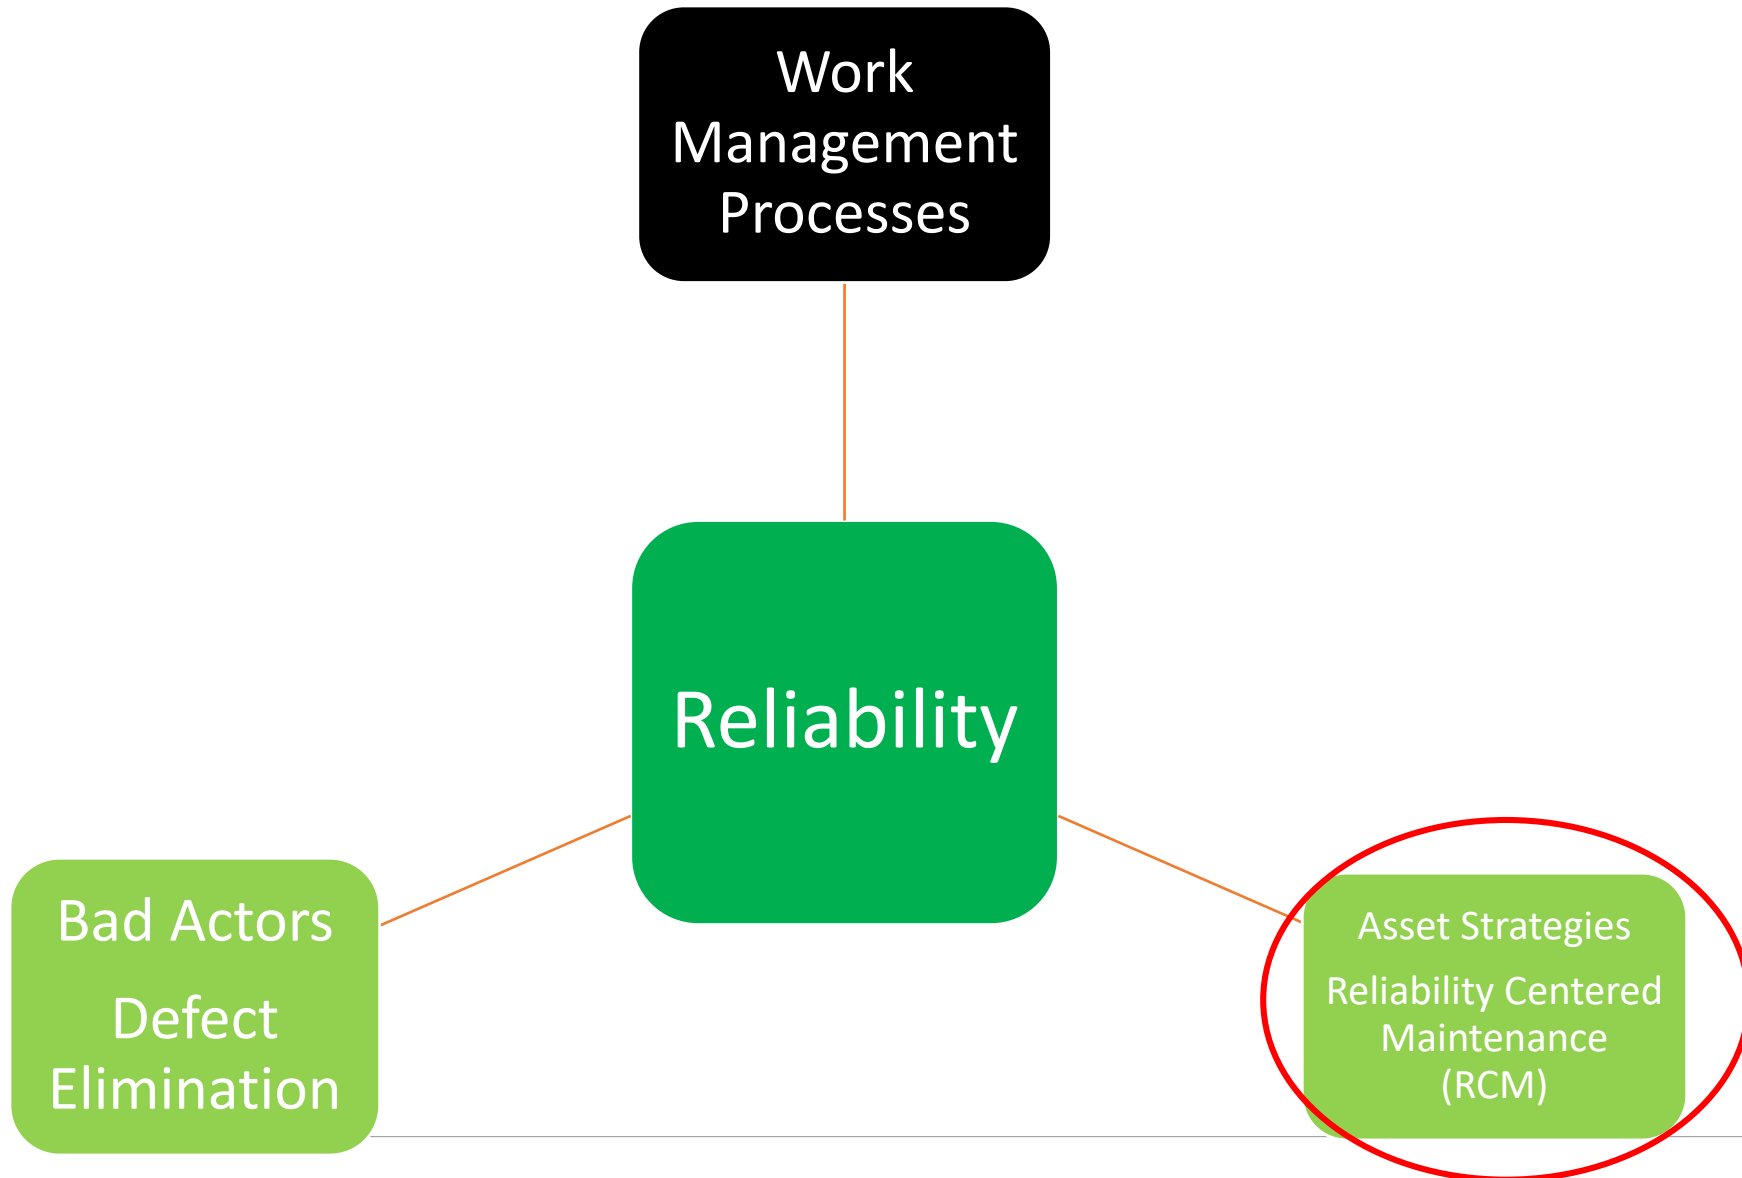 Work
Management
Processes
Reliability
Bad Actors
Defect
Elimination
Asset Strategies
Reliability Centered
Maintenance
(RCM)